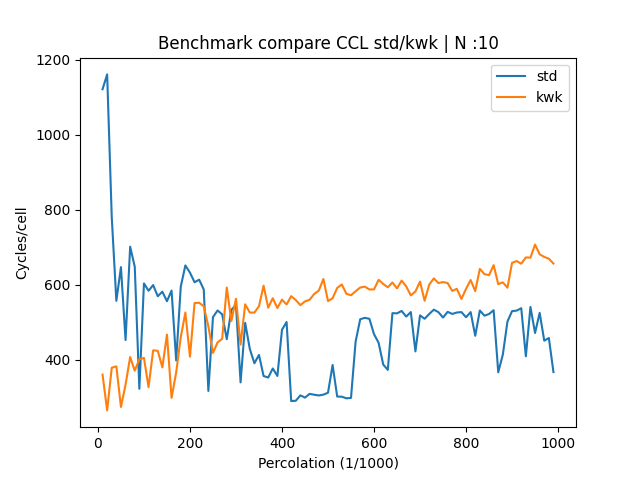 Benchmark compare CCL std/kwk | N :10
std
kwk
Cycles/cell
1200
1000
800
600
400
0 200 400 600 800 1000
Percolation (1/1000)